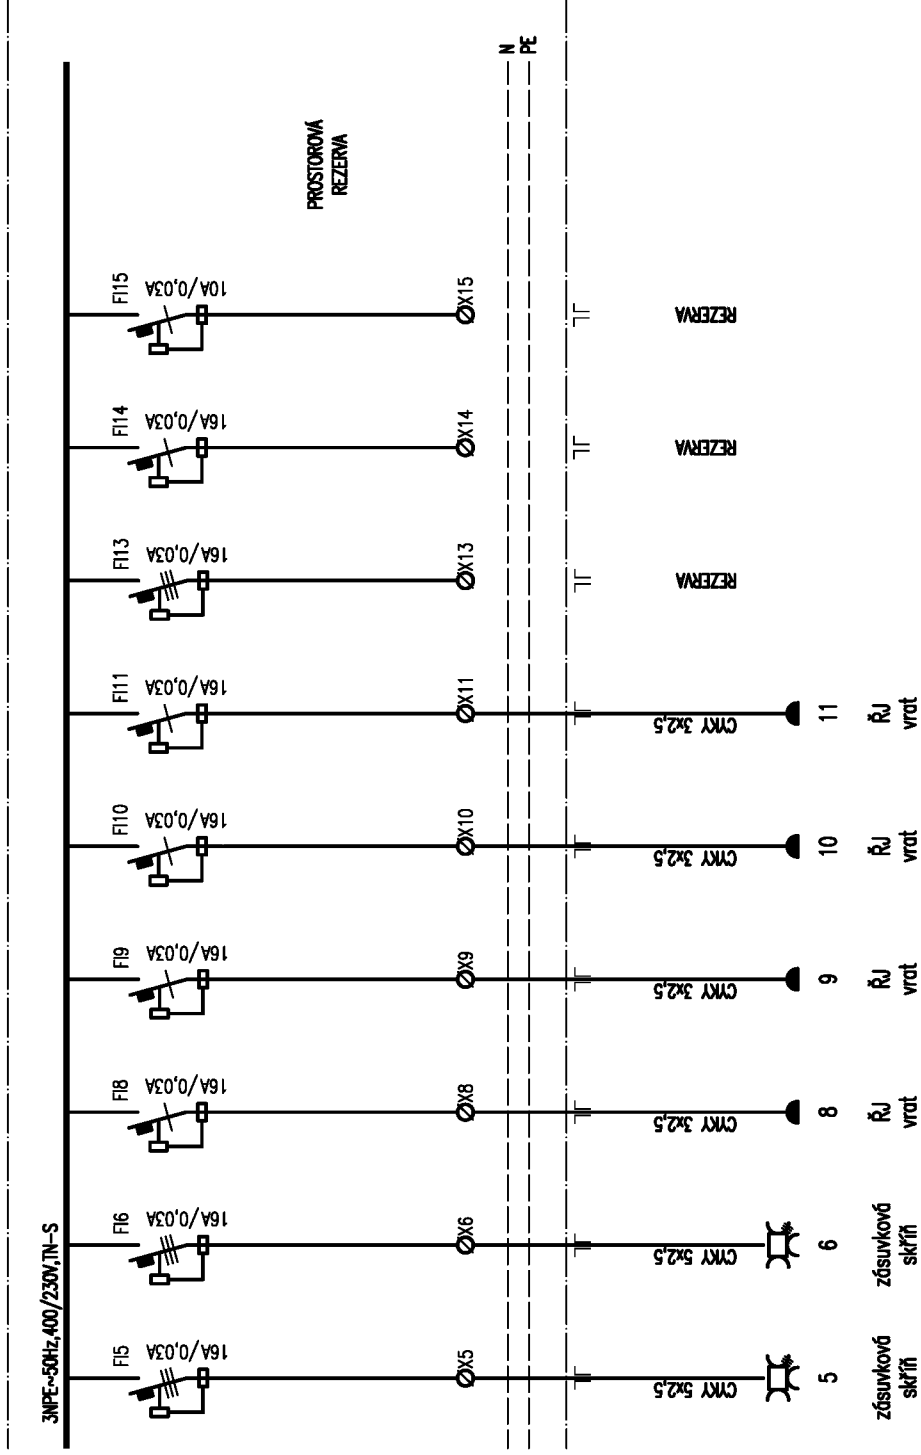 3NPE~50Hz,400/230V,TN-S
FI5
16A/0,03A
X5
CYKY 5x2,5
5
zásuvková
skříň
FI6
16A/0,03A
X6
CYKY 5x2,5
6
zásuvková
skříň
FI8
16A/0,03A
X8
CYKY 3x2,5
8
ŘJ
vrat
FI9
16A/0,03A
X9
CYKY 3x2,5
9
ŘJ
vrat
FI10
16A/0,03A
X10
CYKY 3x2,5
10
ŘJ
vrat
FI11
16A/0,03A
X11
CYKY 3x2,5
11
ŘJ
vrat
FI13
16A/0,03A
X13
REZERVA
FI14
16A/0,03A
X14
REZERVA
FI15
10A/0,03A
X15
REZERVA
PROSTOROVÁ
REZERVA
N
PE